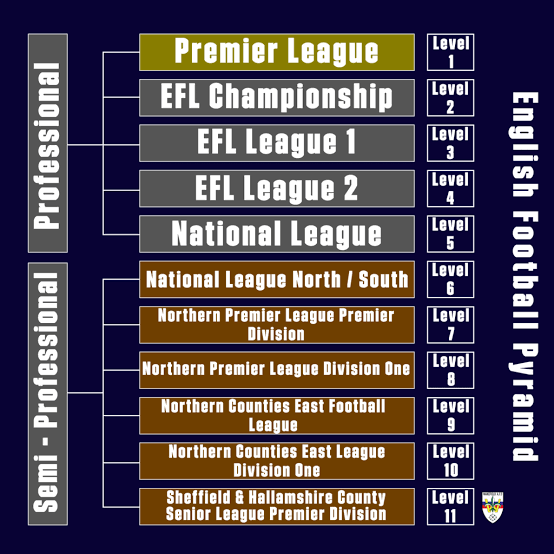 Professional
Premier League
Level
1
EFL Championship
Level
2
EFL League 1
Level
3
EFL League 2
Level
4
National League
Level
5
Semi - Professional
National League North / South
Level
6
Northern Premier League Premier
Division
Level
7
Northern Premier League Division One
Level
8
Northern Counties East Football
League
Level
9
Northern Counties East League
Division One
Level
10
Sheffield & Hallamshire County
Senior League Premier Division
Level
11
English Football Pyramid